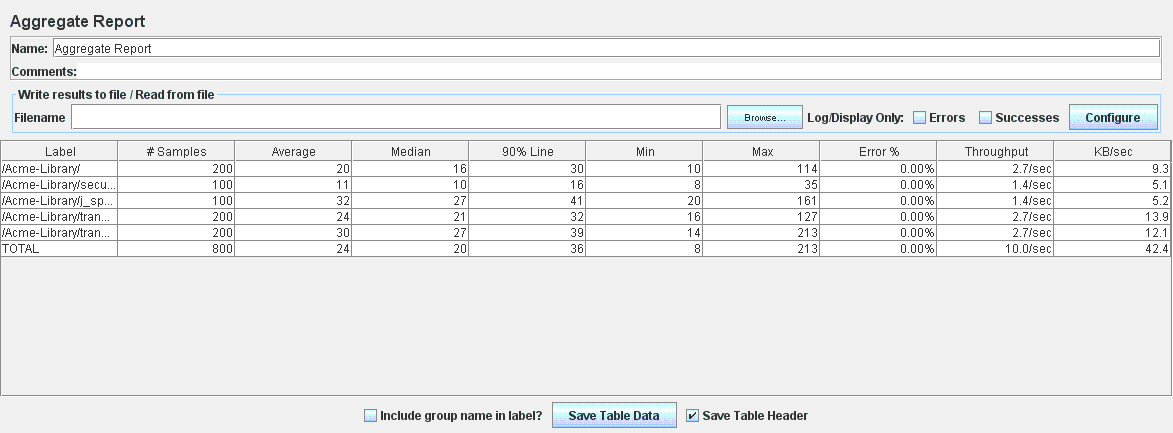 Aggregate Report
Name: Aggregate Report
Comments:
Write results to file / Read from file
Filename Browse... Log/Display Only: Errors Successes Configure
Label # Samples Average Median 90% Line Min Max Error % Throughput KB/sec
/Acme-Library/ 200 20 16 30 10 114 0.00% 2.7/sec 9.3
/Acme-Library/secu... 100 11 10 16 8 35 0.00% 1.4/sec 5.1
/Acme-Library/j_sp... 100 32 27 41 20 161 0.00% 1.4/sec 5.2
/Acme-Library/tran... 200 24 21 32 16 127 0.00% 2.7/sec 13.9
/Acme-Library/tran... 200 30 27 39 14 213 0.00% 2.7/sec 12.1
TOTAL 800 24 20 36 8 213 0.00% 10.0/sec 42.4
Include group name in label? Save Table Data Save Table Header